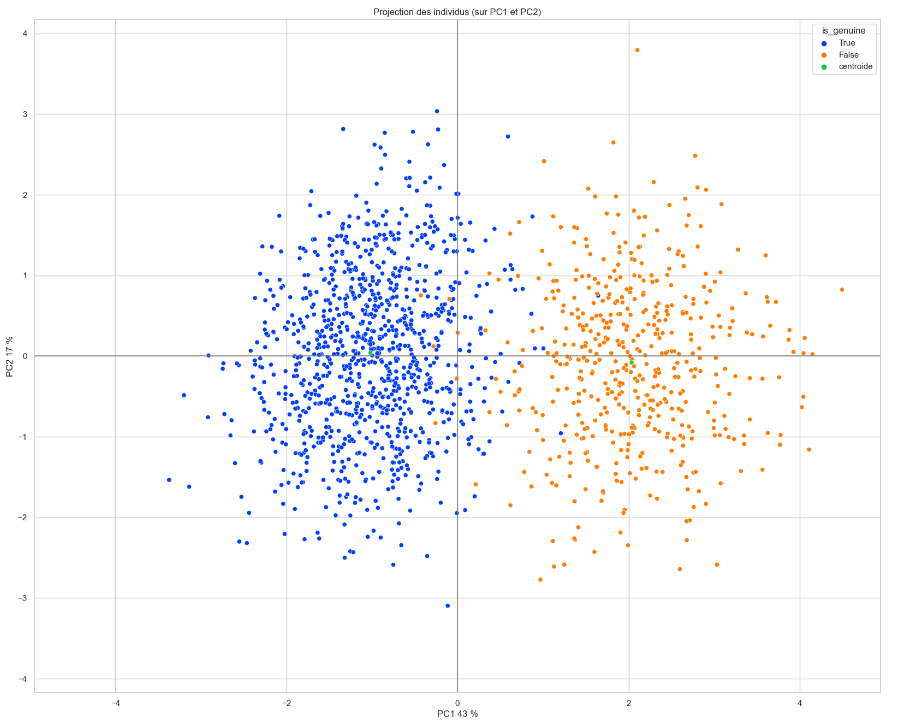 Projection des individus (sur PC1 et PC2)
is_genuine
True
False
centroide
4
3
2
1
0
−1
−2
−3
−4
PC2 17 %
−4
−2
0
2
4
PC1 43 %